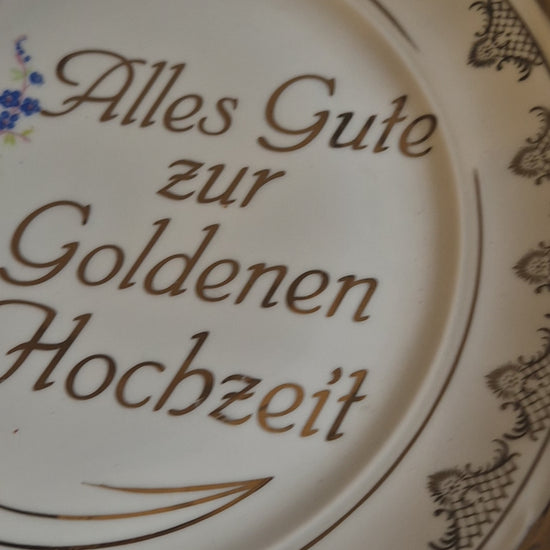 Alles Gute
zur
Goldenen
Hochzeit